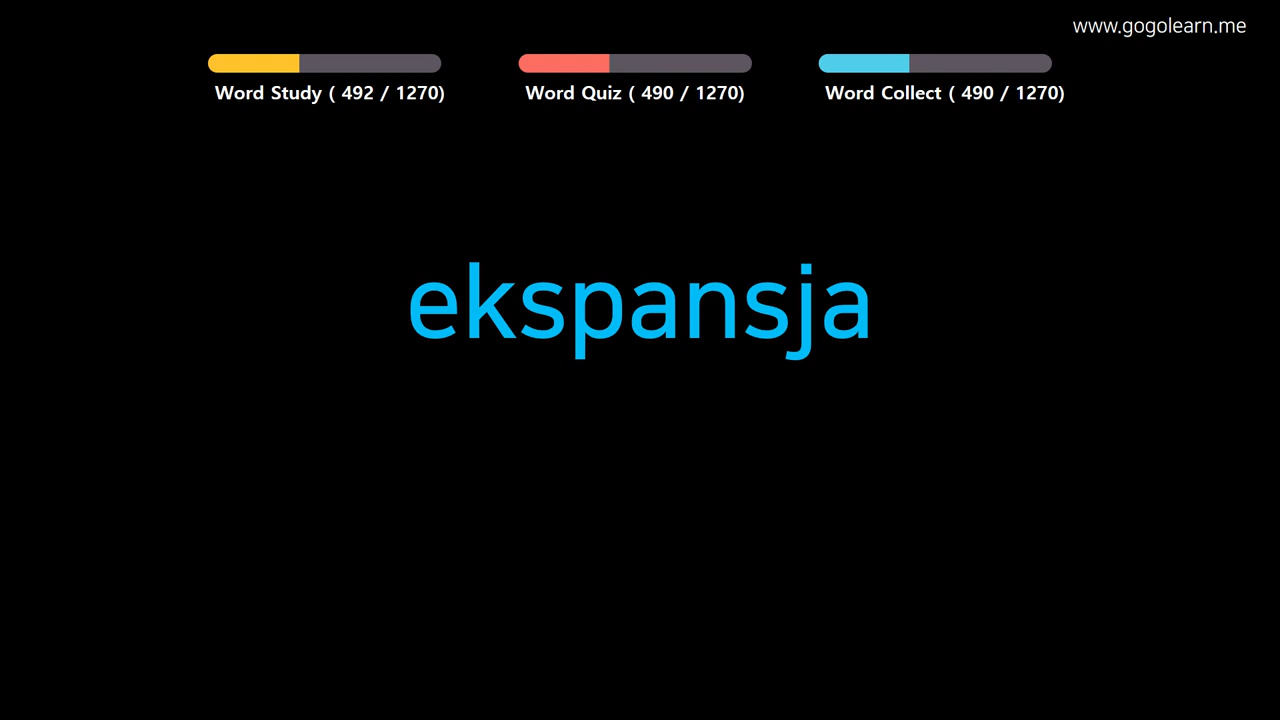 www.gogolearn.me
Word Study ( 492 / 1270)
Word Quiz ( 490 / 1270)
Word Collect ( 490 / 1270)
ekspansja